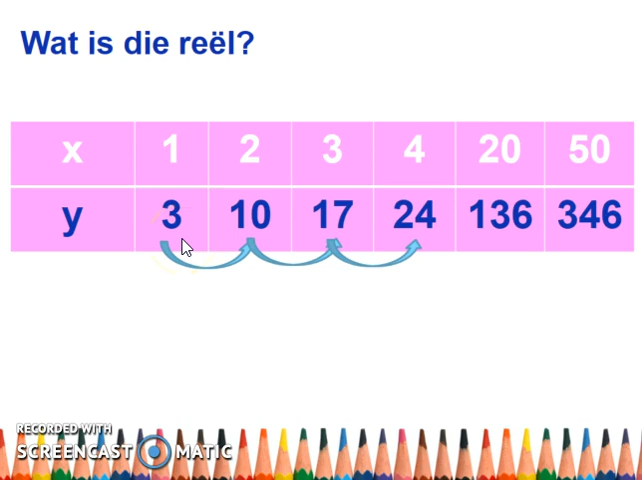 Wat is die reël?
x 1 2 3 4 20 50
y 3 10 17 24 136 346
RECORDED WITH
SCREENCAST MATIC